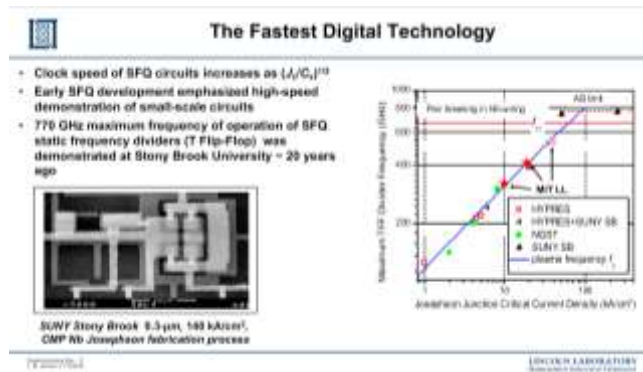 The Fastest Digital Technology
• Clock speed of SFQ circuits increases as (Jc/Cs)1/2
• Early SFQ development emphasized high-speed
demonstration of small-scale circuits
• 770 GHz maximum frequency of operation of SFQ
static frequency dividers (T Flip-Flop) was
demonstrated at Stony Brook University ~ 20 years
ago
SUNY Stony Brook 0.3-μm, 140 kA/cm²,
CMP Nb Josephson fabrication process
Maximum TFF Divider Frequency (GHz)
400
200
MIT LL
HYPRES
HYPRES+SUNY SB
NGST
SUNY SB
plasma frequency
Josephson Junction Critical Current Density (kA/cm²)
LINCOLN LABORATORY